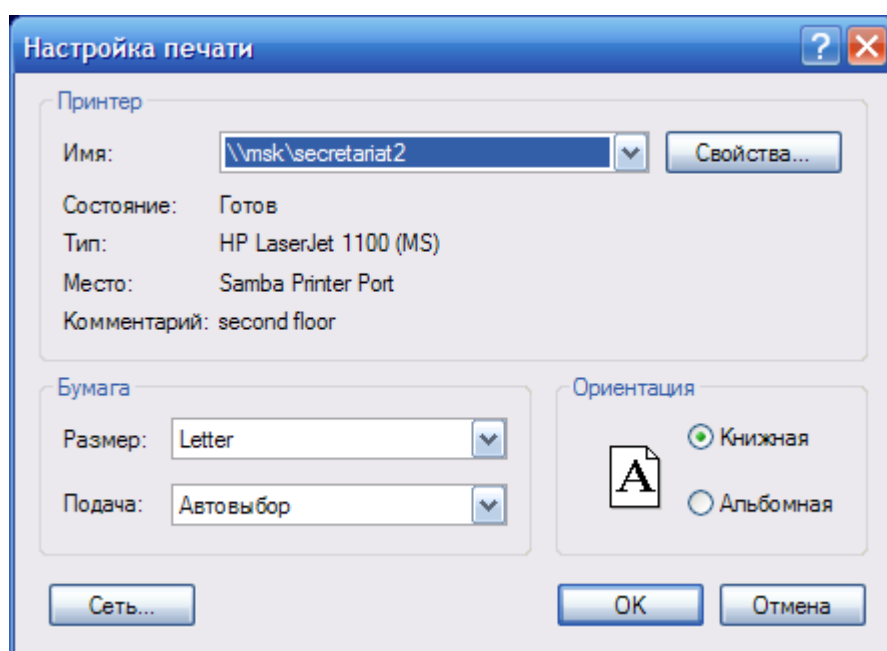 Настройка печати
Принтер
Имя: \\msk\secretariat2 Свойства...
Состояние: Готов
Тип: HP LaserJet 1100 (MS)
Место: Samba Printer Port
Комментарий: second floor
Бумага
Размер: Letter
Подача: Автовыбор
Ориентация
A
Книжная
Альбомная
Сеть... OK Отмена